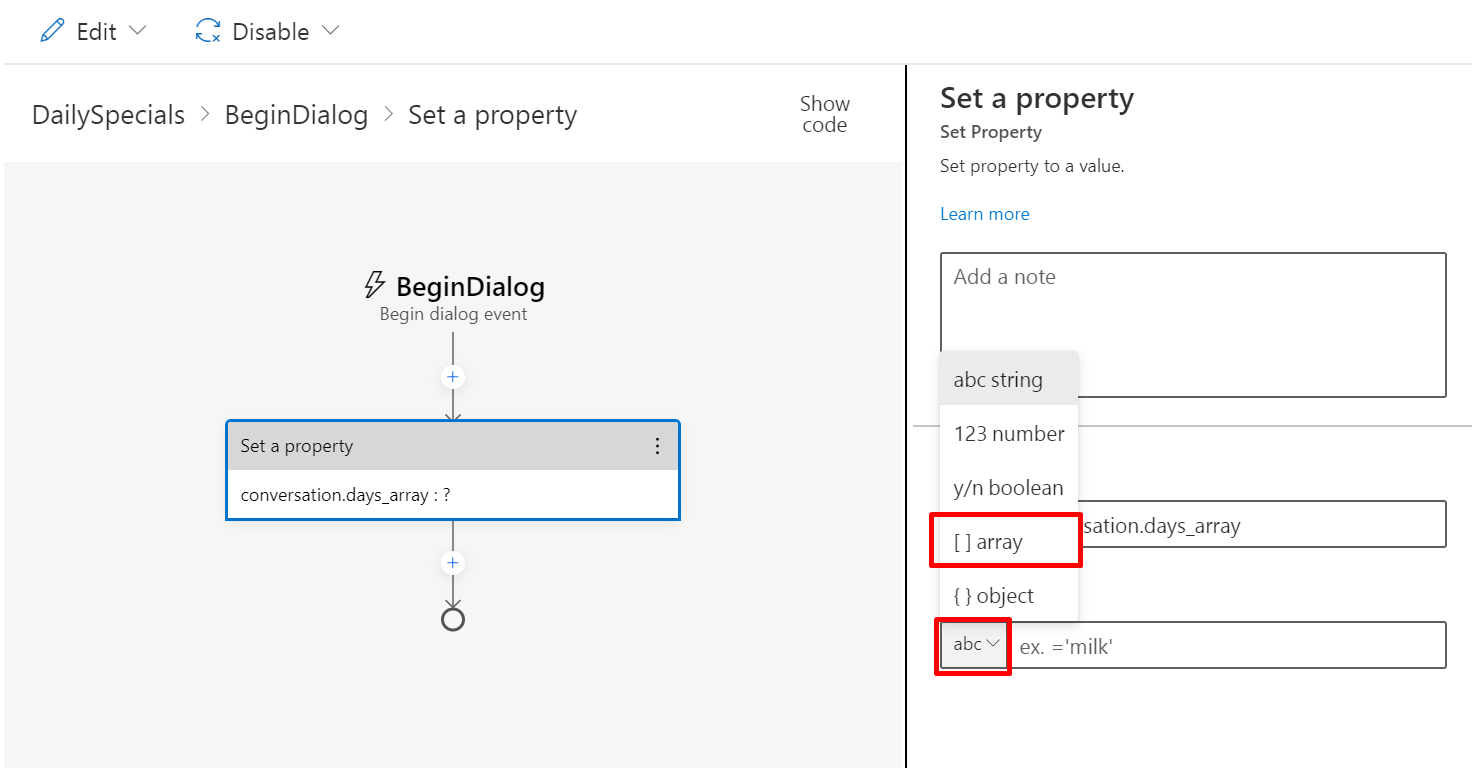 Edit
Disable
DailySpecials > BeginDialog > Set a property
Show
code
BeginDialog
Begin dialog event
+
Set a property
conversation.days_array : ?
+
Set a property
Set Property
Set property to a value.
Learn more
Add a note
abc string
123 number
y/n boolean
[ ] array
{ } object
sation.days_array
abc
ex. ='milk'